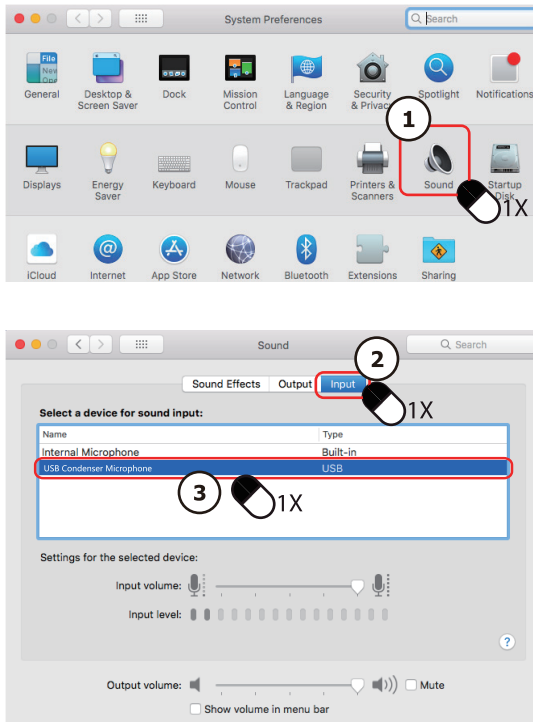 System Preferences
Search
File
New
General
Desktop &
Screen Saver
Dock
Mission
Control
Language
& Region
Security
& Privacy
Spotlight
Notifications
1
Displays
Energy
Saver
Keyboard
Mouse
Trackpad
Printers &
Scanners
Sound
Startup
Disk
1X
iCloud
@
Internet
App Store
Network
Bluetooth
Extensions
Sharing
Sound
Search
2
Sound Effects Output Input
1X
Select a device for sound input:
Name Type
Internal Microphone Built-in
USB Condenser Microphone USB
3
1X
Settings for the selected device:
Input volume:
Input level:
?
Output volume: Mute
Show volume in menu bar